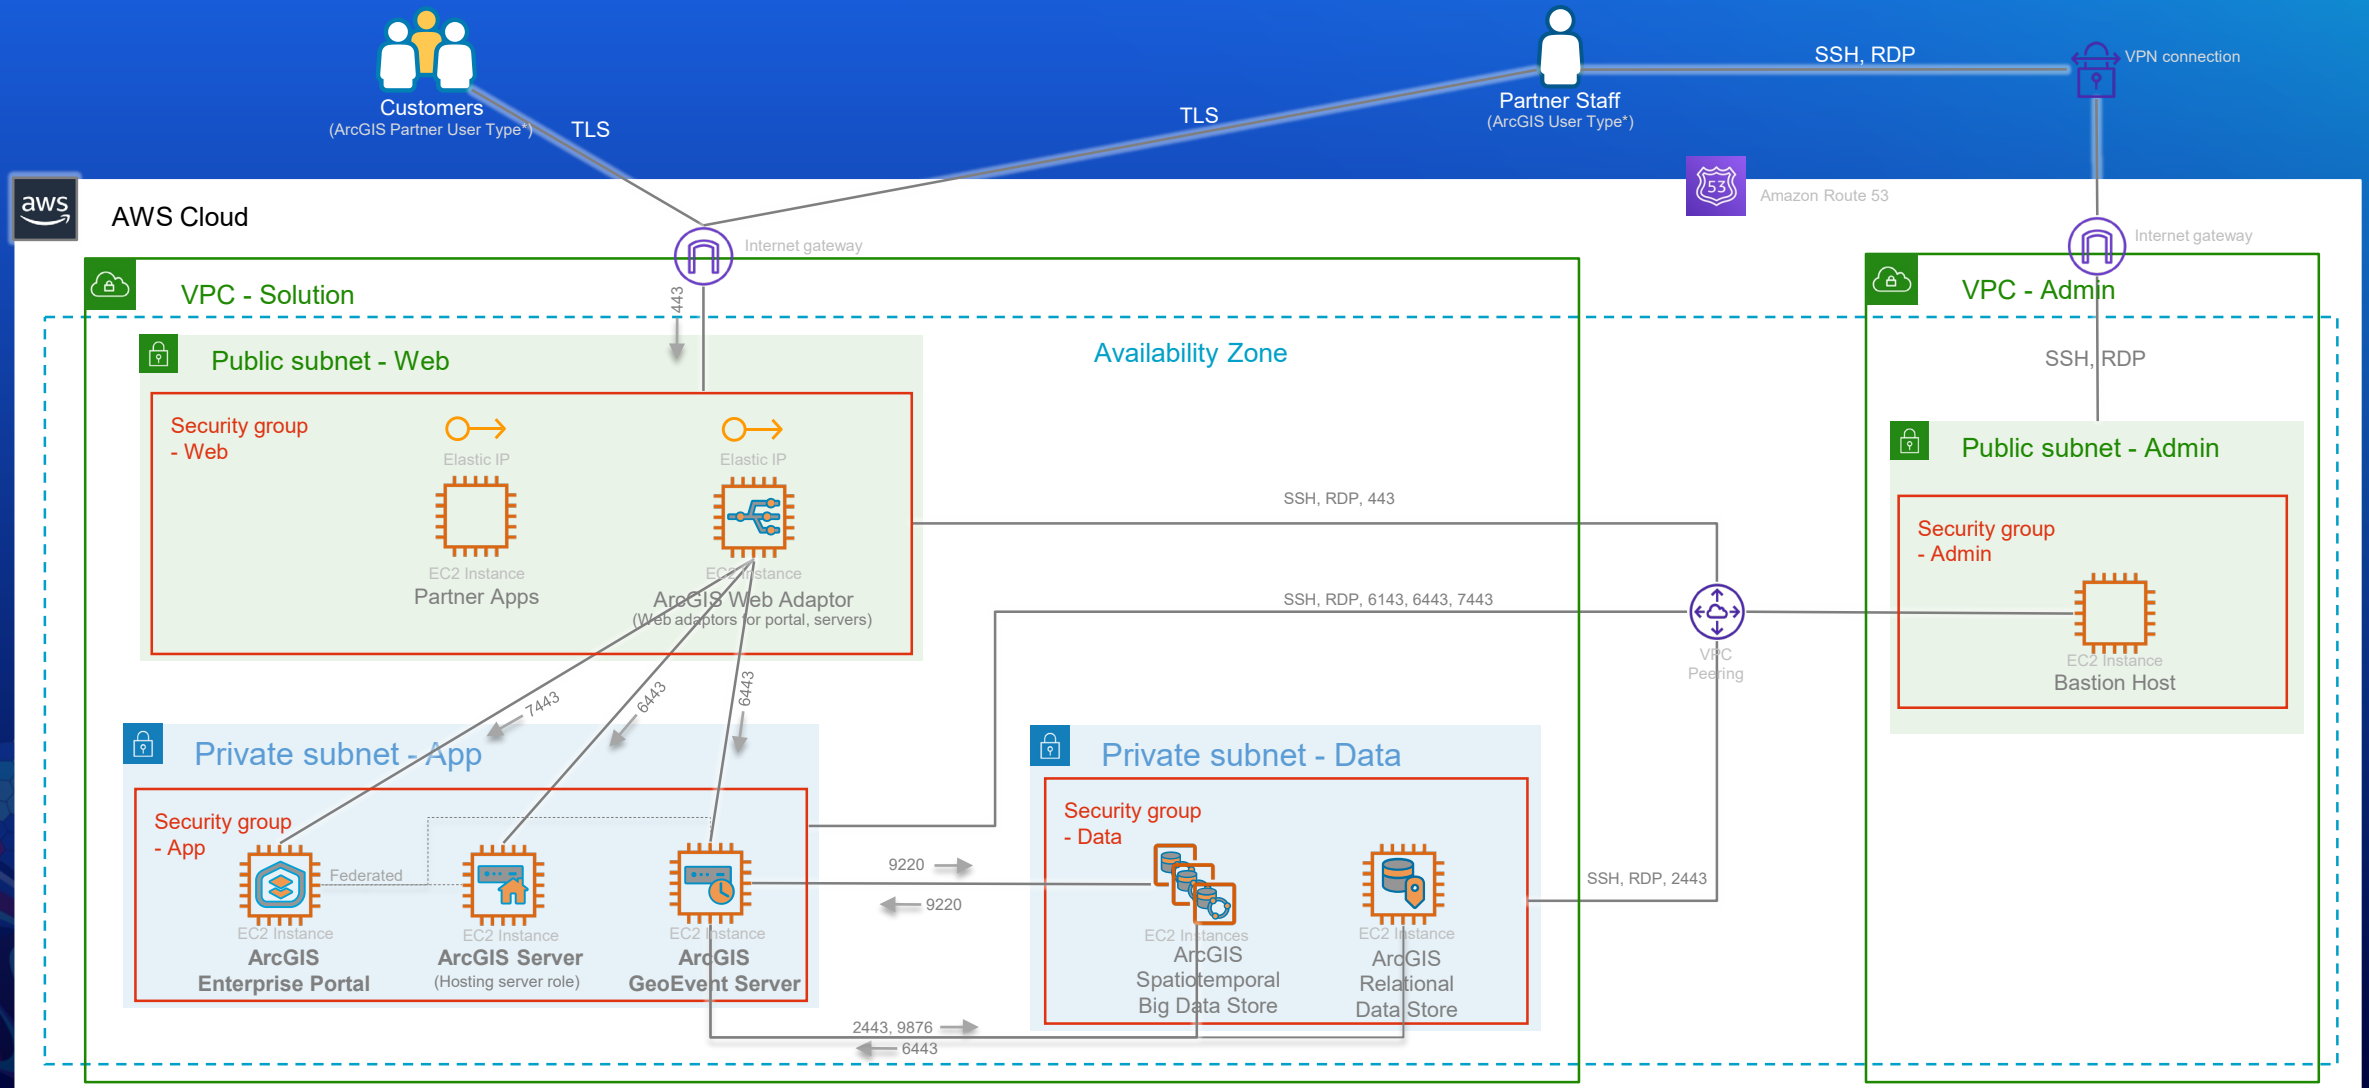 SSH, RDP
VPN connection
Customers
(ArcGIS Partner User Type*)
TLS
TLS
Partner Staff
(ArcGIS User Type*)
aws
AWS Cloud
53
Amazon Route 53
Internet gateway
Internet gateway
VPC - Solution
443
VPC - Admin
Public subnet - Web
Availability Zone
SSH, RDP
Security group
- Web
Elastic IP
Elastic IP
Public subnet - Admin
SSH, RDP, 443
Security group
- Admin
EC2 Instance
Partner Apps
EC2 Instance
ArcGIS Web Adaptor
(Web adaptors for portal, servers)
SSH, RDP, 6143, 6443, 7443
VPC
Peering
EC2 Instance
Bastion Host
7443
6443
6443
Private subnet - App
Private subnet - Data
Security group
- App
Security group
- Data
Federated
9220
9220
SSH, RDP, 2443
EC2 Instance
ArcGIS
Enterprise Portal
EC2 Instance
ArcGIS Server
(Hosting server role)
EC2 Instance
ArcGIS
GeoEvent Server
EC2 Instances
ArcGIS
Spatiotemporal
Big Data Store
EC2 Instance
ArcGIS
Relational
Data Store
2443, 9876
6443